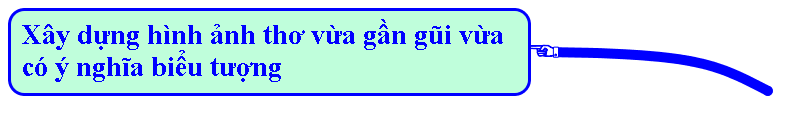 Xây dựng hình ảnh thơ vừa gần gũi vừa
có ý nghĩa biểu tượng